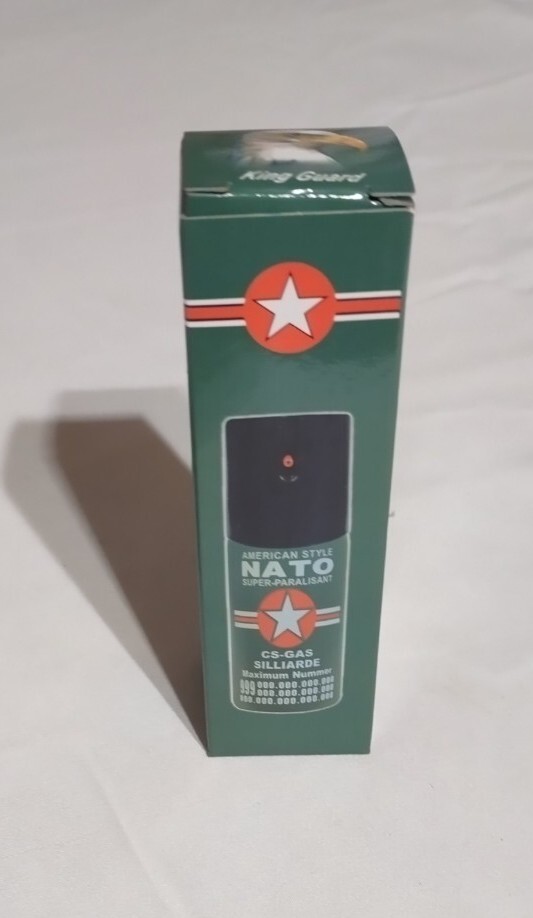 King Guard
AMERICAN STYLE
NATO
SUPER-PARALISANT
CS-GAS
SILLIARDE
Maximum Nummer
999 000.000.000.000
000.000.000.000
000.000.000.000.000